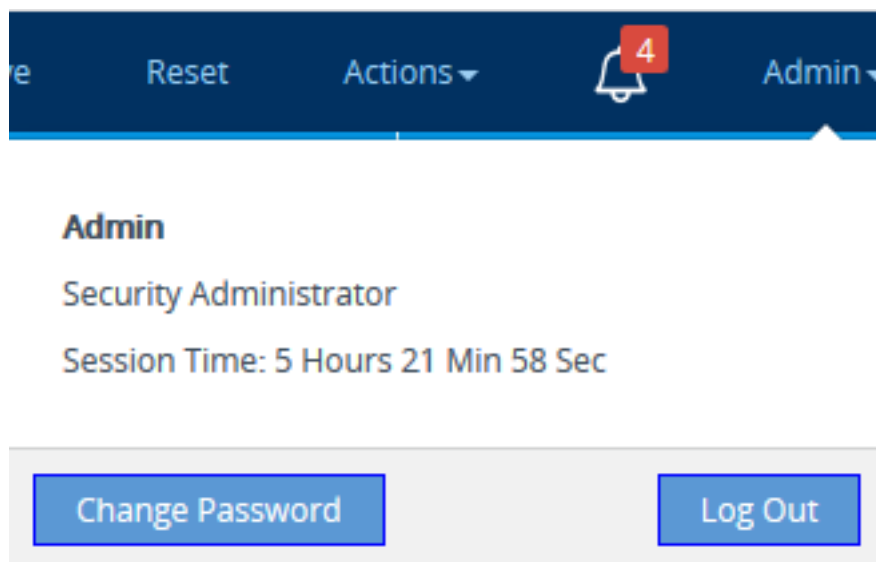 Reset Actions 4 Admin
Admin
Security Administrator
Session Time: 5 Hours 21 Min 58 Sec
Change Password Log Out